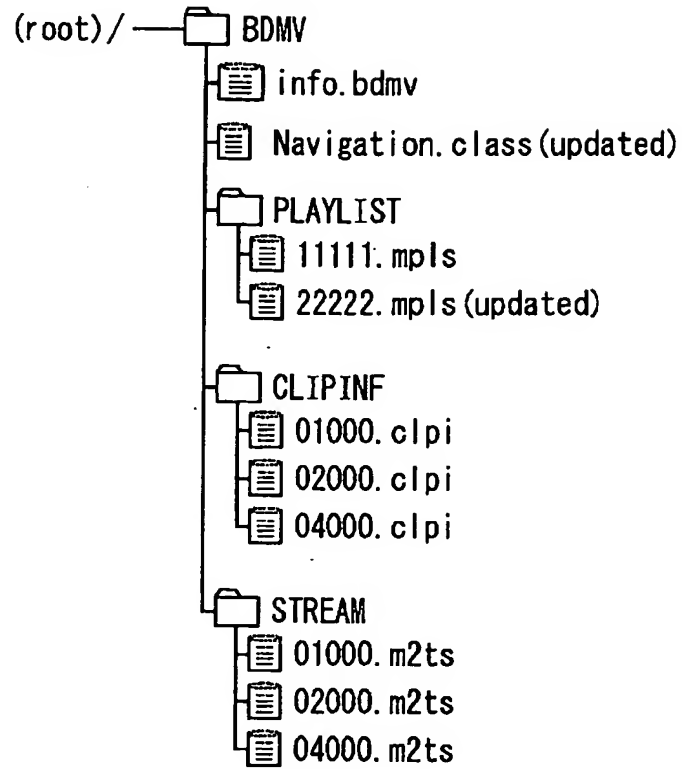 (root)/ BDMV
info.bdmv
Navigation.class(updated)
PLAYLIST
11111.mpls
22222.mpls(updated)
CLIPINF
01000.clpi
02000.clpi
04000.clpi
STREAM
01000.m2ts
02000.m2ts
04000.m2ts